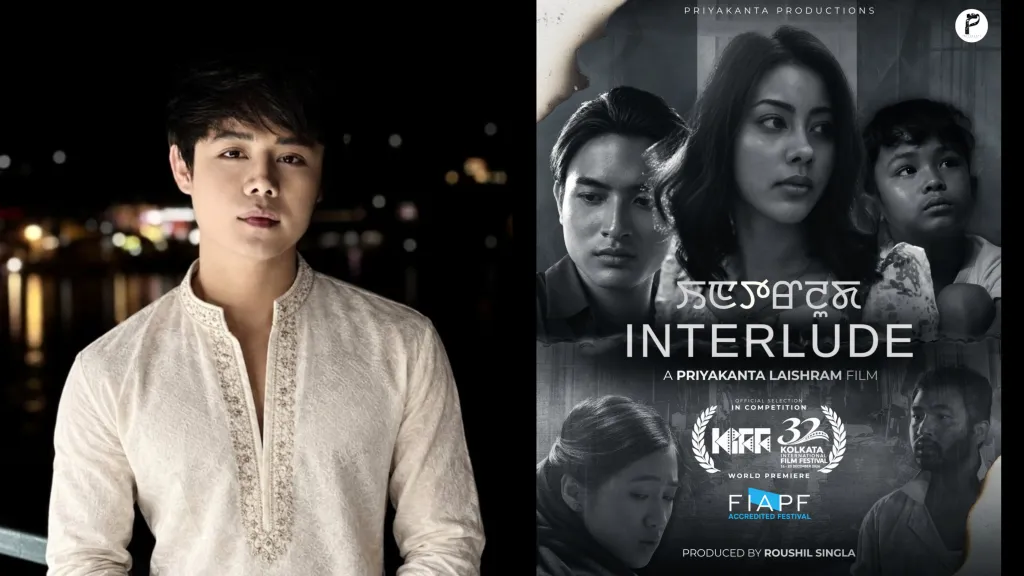 PRIYAKANTA PRODUCTIONS
P
ꯏꯟꯇꯔꯂꯨꯗ
INTERLUDE
A PRIYAKANTA LAISHRAM FILM
OFFICIAL SELECTION
IN COMPETITION
KIFF
32
KOLKATA
INTERNATIONAL
FILM FESTIVAL
WORLD PREMIERE
FIAPF
ACCREDITED FESTIVAL
PRODUCED BY ROUSHIL SINGLA